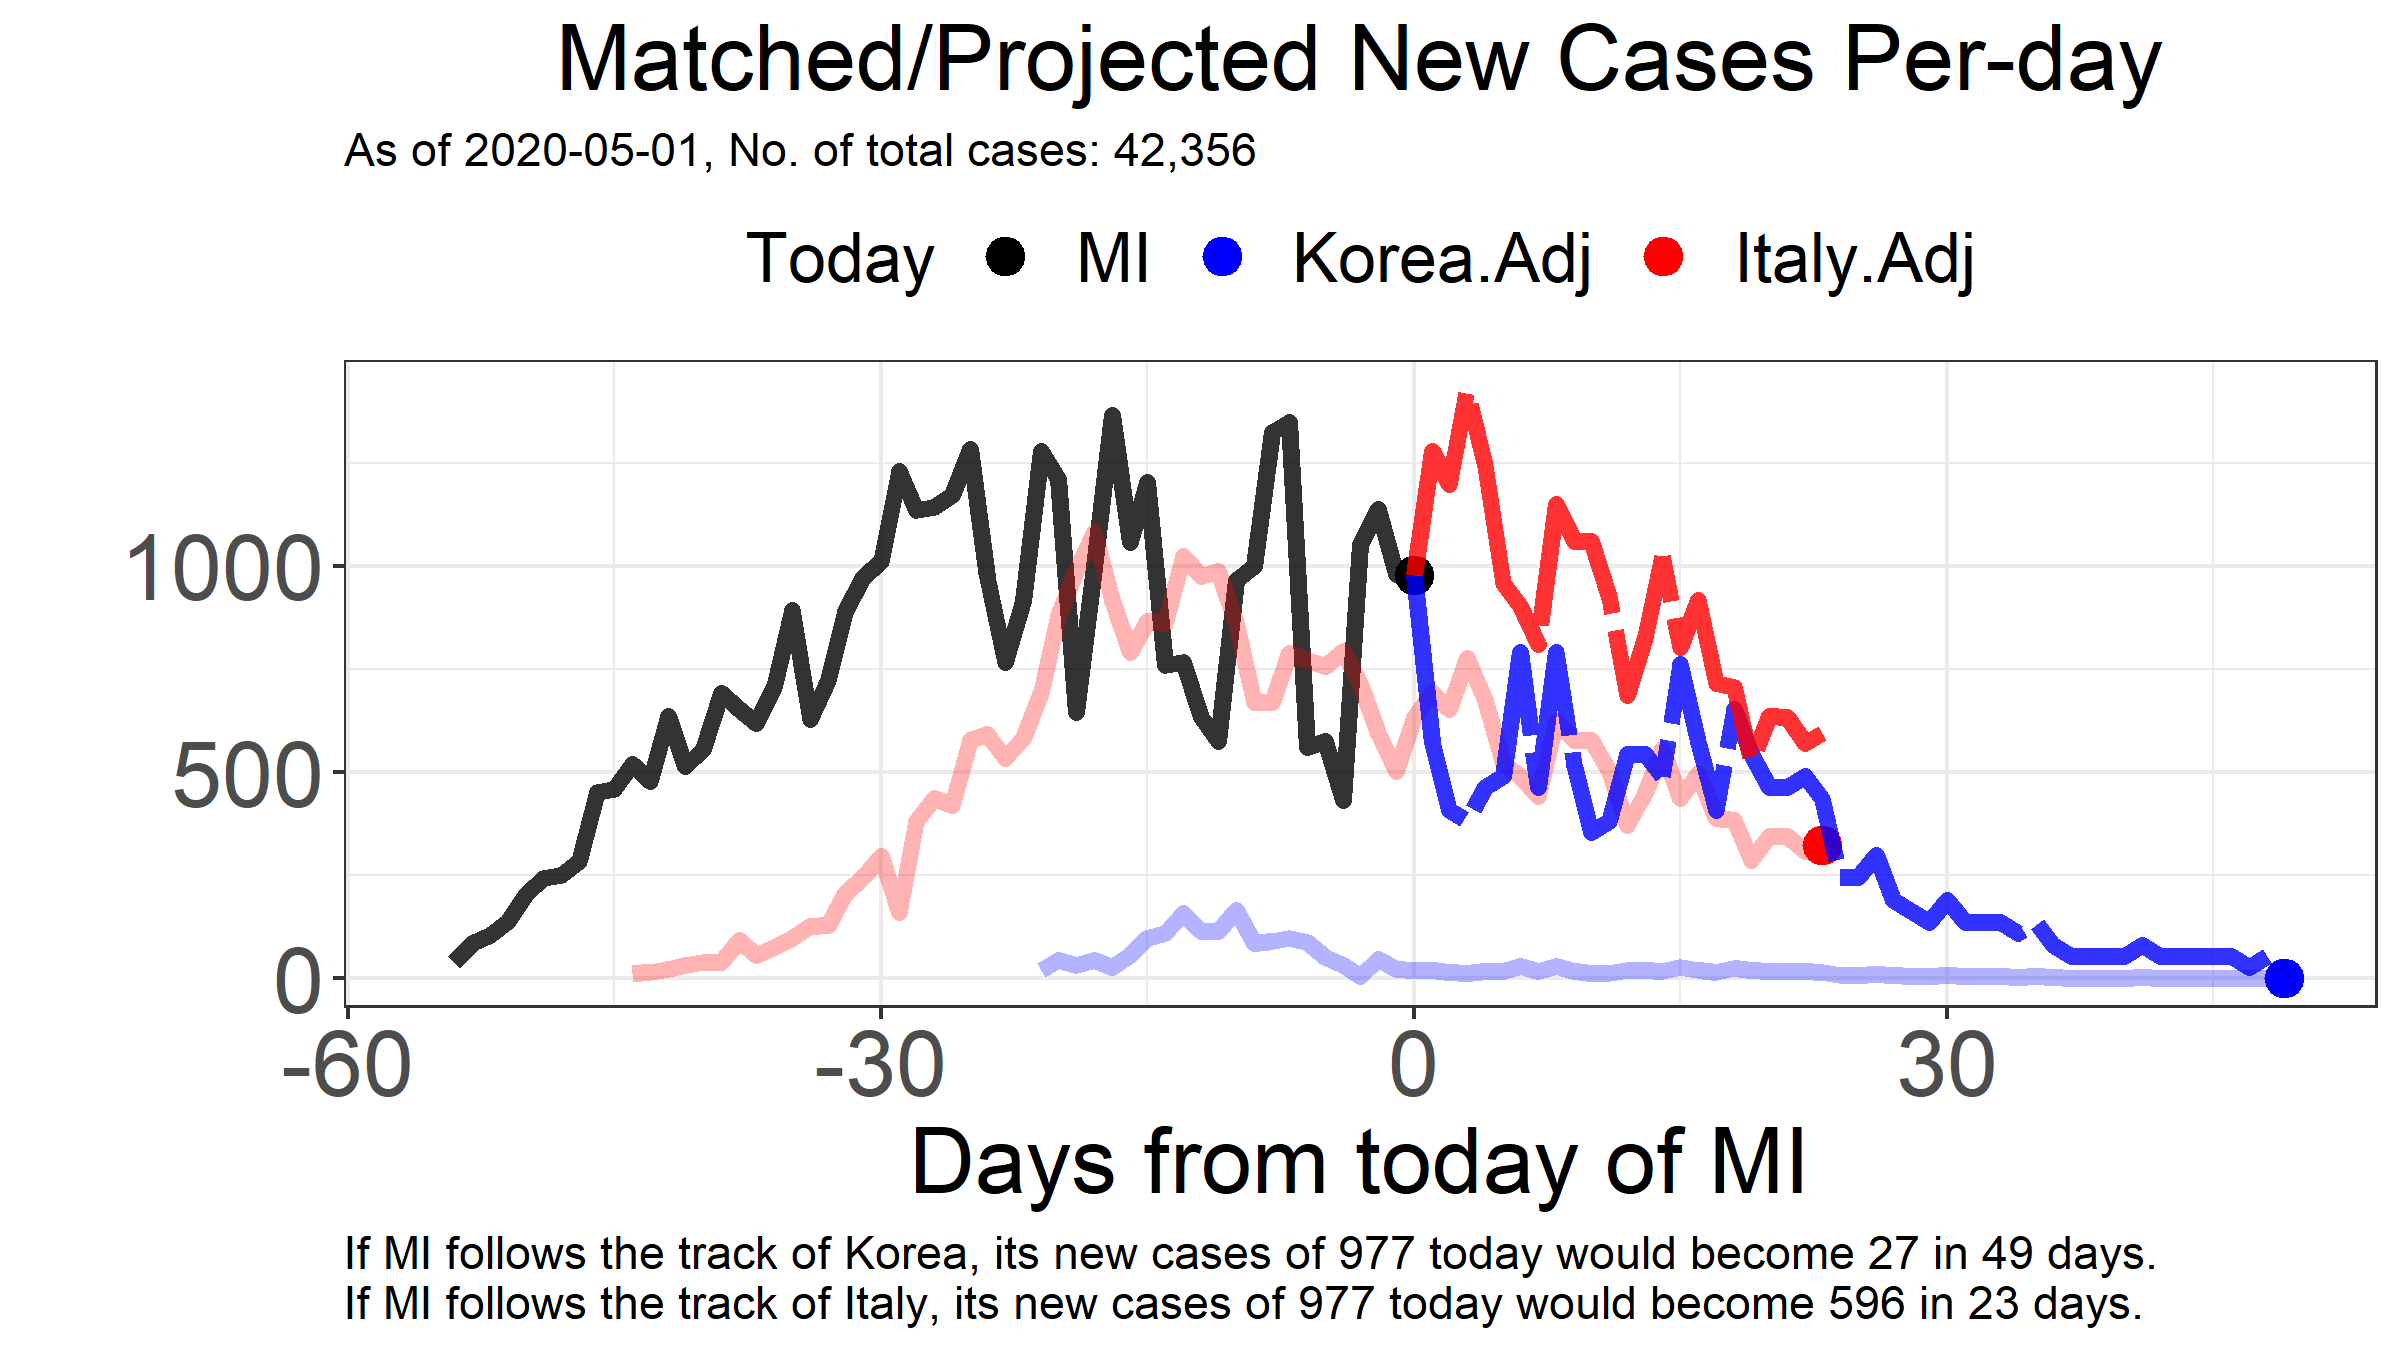 Matched/Projected New Cases Per-day
As of 2020-05-01, No. of total cases: 42,356
Today MI Korea.Adj Italy.Adj
1000
500
0
-60 -30 0 30
Days from today of MI
If MI follows the track of Korea, its new cases of 977 today would become 27 in 49 days.
If MI follows the track of Italy, its new cases of 977 today would become 596 in 23 days.